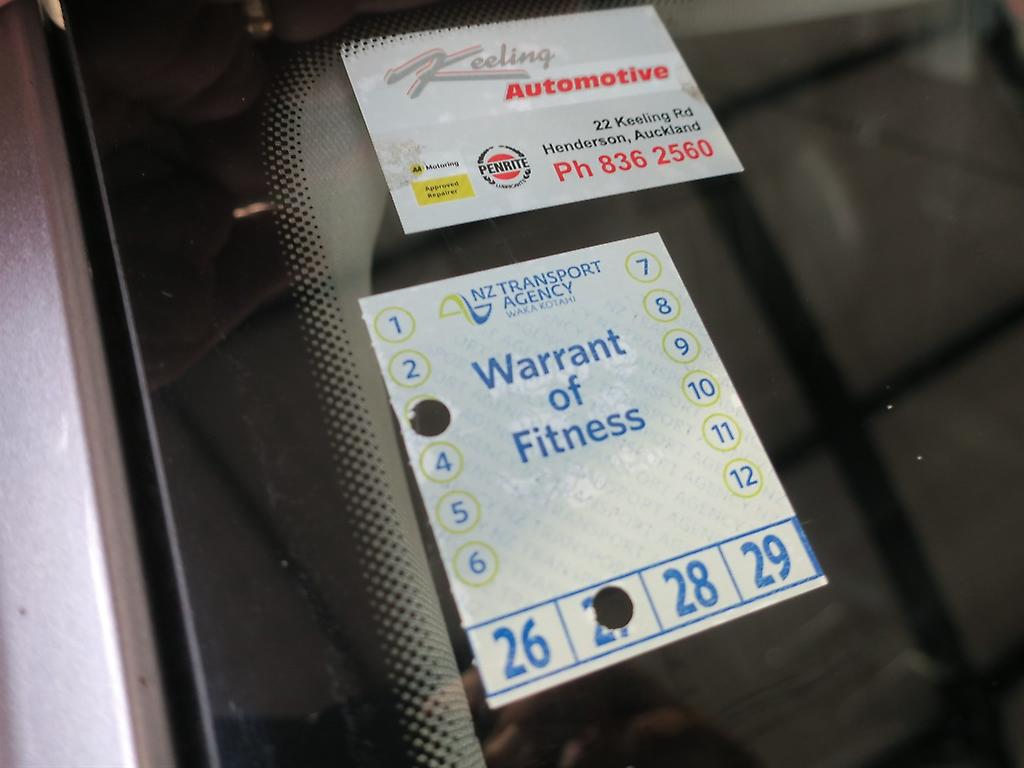 Keeling
Automotive
22 Keeling Rd
Henderson, Auckland
Ph 836 2560
AA Motoring
Approved
Repairer
PENRITE
LUBRICANTS
NZ TRANSPORT
AGENCY
WAKA KOTAHI
Warrant
of
Fitness
1
2
4
5
6
7
8
9
10
11
12
26 28 29